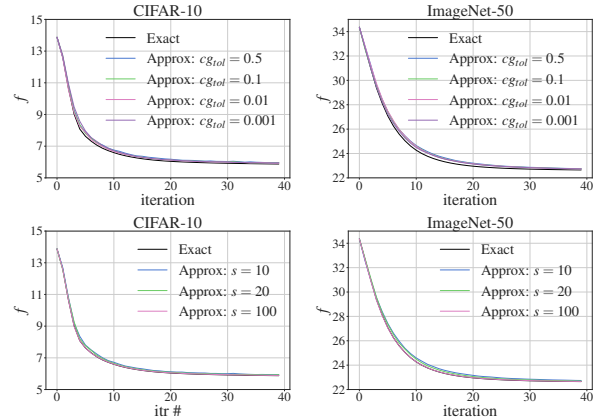 CIFAR-10
15
13
11
9
7
5
f
0 10 20 30 40
iteration
Exact
Approx: cg_tol = 0.5
Approx: cg_tol = 0.1
Approx: cg_tol = 0.01
Approx: cg_tol = 0.001
ImageNet-50
34
32
30
28
26
24
22
f
0 10 20 30 40
iteration
Exact
Approx: cg_tol = 0.5
Approx: cg_tol = 0.1
Approx: cg_tol = 0.01
Approx: cg_tol = 0.001
CIFAR-10
15
13
11
9
7
5
f
0 10 20 30 40
itr #
Exact
Approx: s = 10
Approx: s = 20
Approx: s = 100
ImageNet-50
34
32
30
28
26
24
22
f
0 10 20 30 40
iteration
Exact
Approx: s = 10
Approx: s = 20
Approx: s = 100